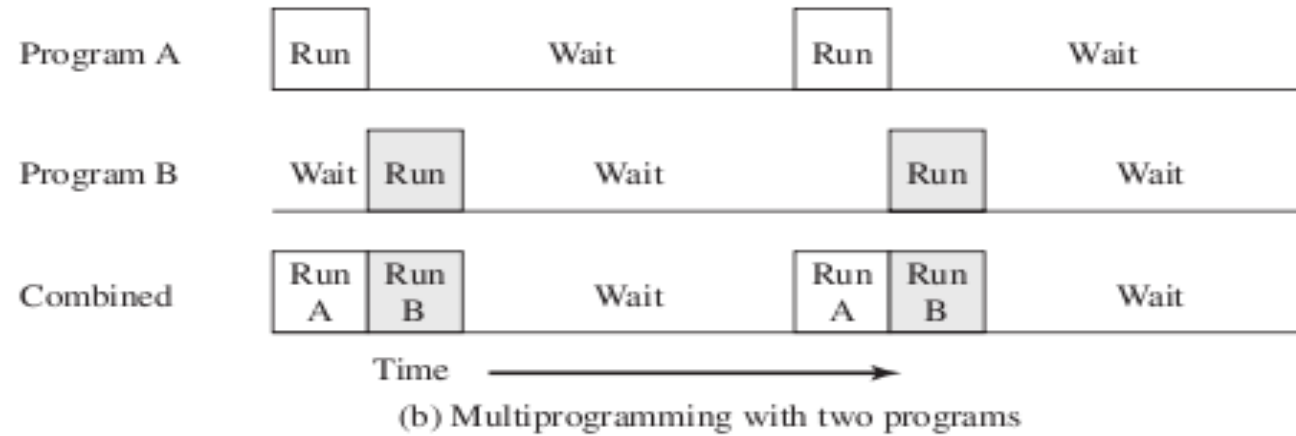 Program A Run Wait Run Wait
Program B Wait Run Wait Run Wait
Combined Run A Run B Wait Run A Run B Wait
Time
(b) Multiprogramming with two programs